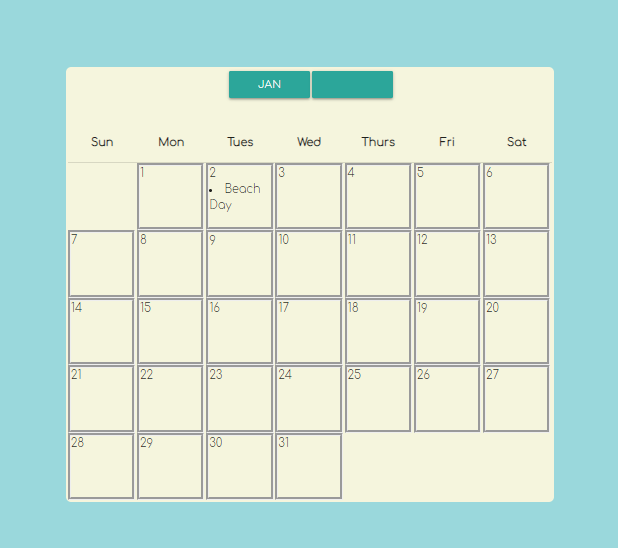 JAN
Sun Mon Tues Wed Thurs Fri Sat
1 2 3 4 5 6
• Beach
Day
7 8 9 10 11 12 13
14 15 16 17 18 19 20
21 22 23 24 25 26 27
28 29 30 31